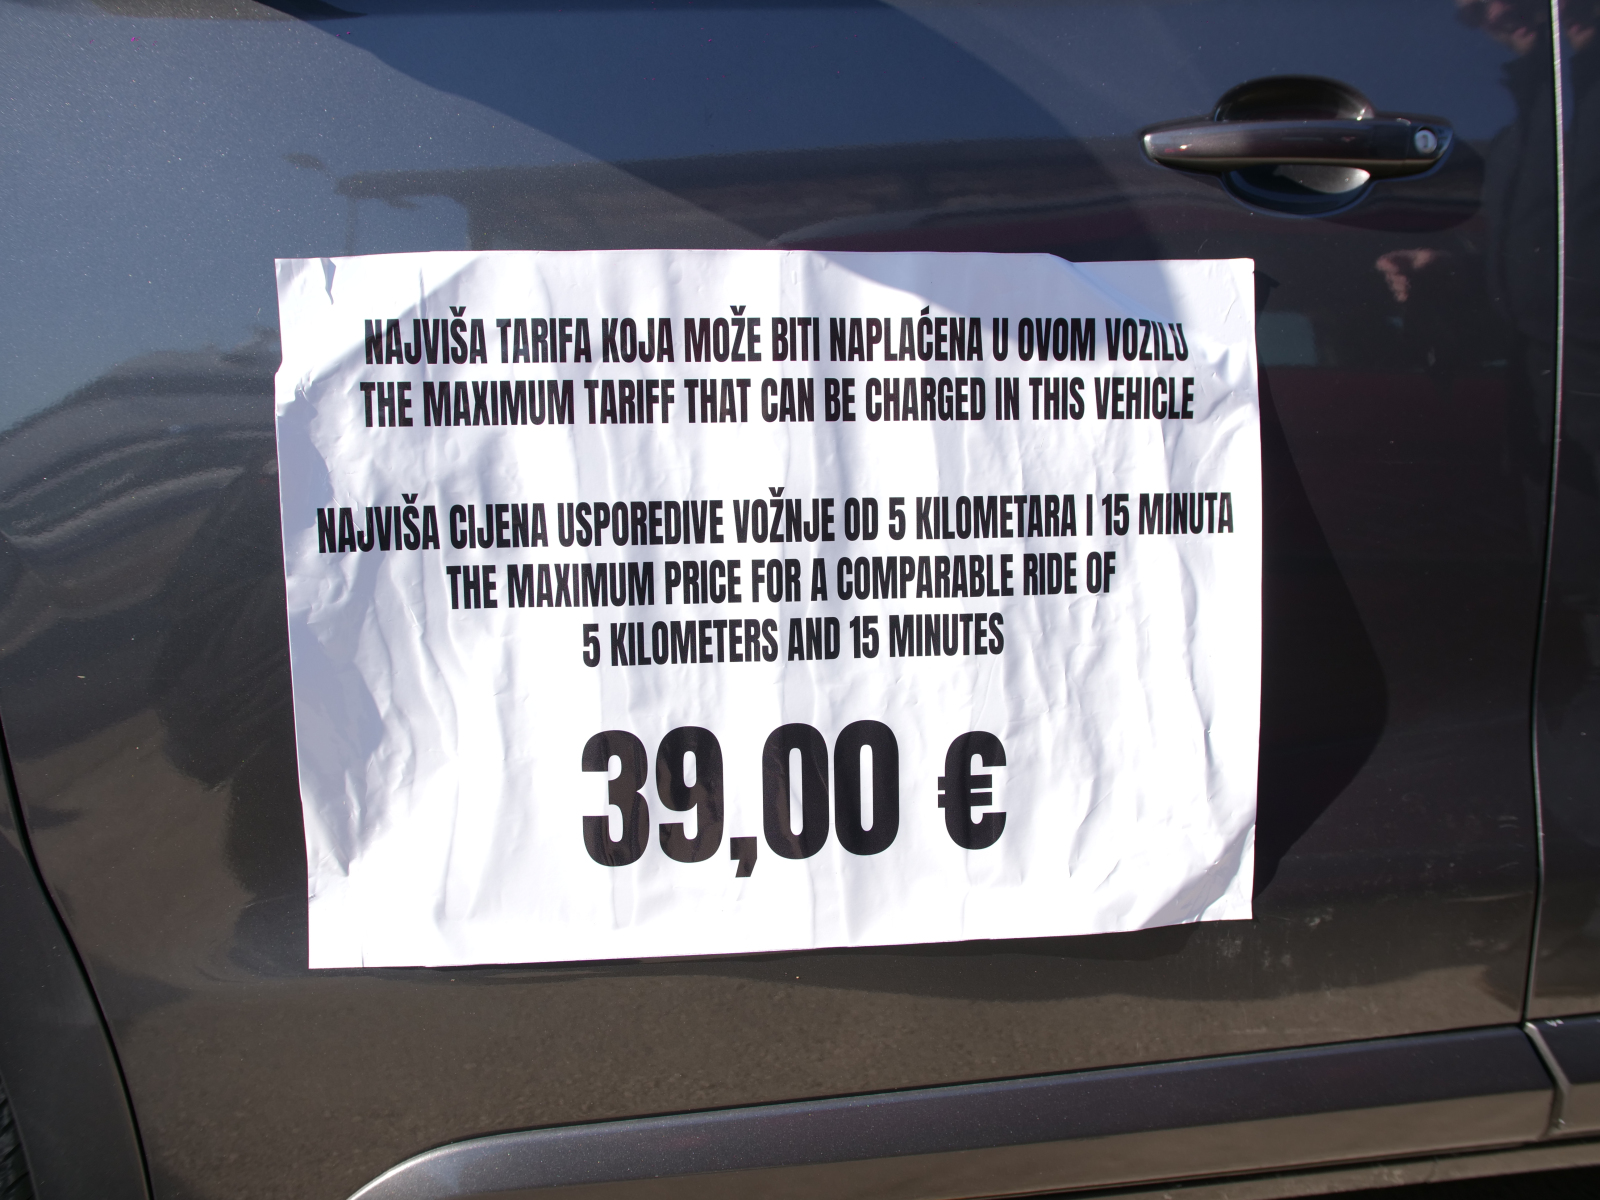 NAJVIŠA TARIFA KOJA MOŽE BITI NAPLAĆENA U OVOM VOZILU
THE MAXIMUM TARIFF THAT CAN BE CHARGED IN THIS VEHICLE
NAJVIŠA CIJENA USPOREDIVE VOŽNJE OD 5 KILOMETARA I 15 MINUTA
THE MAXIMUM PRICE FOR A COMPARABLE RIDE OF
5 KILOMETERS AND 15 MINUTES
39,00 €